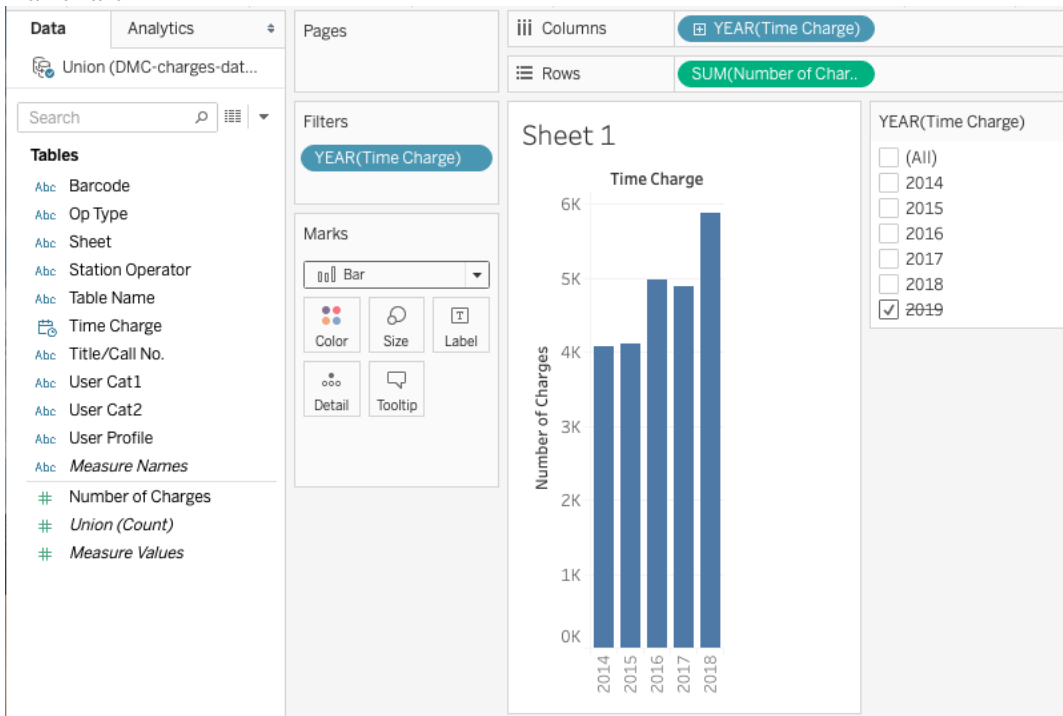 Data
Analytics
Union (DMC-charges-dat...
Search
Tables
Abc Barcode
Abc Op Type
Abc Sheet
Abc Station Operator
Abc Table Name
Time Charge
Abc Title/Call No.
Abc User Cat1
Abc User Cat2
Abc User Profile
Abc Measure Names
# Number of Charges
# Union (Count)
# Measure Values
Pages
Filters
YEAR(Time Charge)
Marks
Bar
Color
Size
T
Label
Detail
Tooltip
Columns
YEAR(Time Charge)
Rows
SUM(Number of Char..
Sheet 1
Time Charge
Number of Charges
6K
5K
4K
3K
2K
1K
0K
2014
2015
2016
2017
2018
YEAR(Time Charge)
(All)
2014
2015
2016
2017
2018
2019